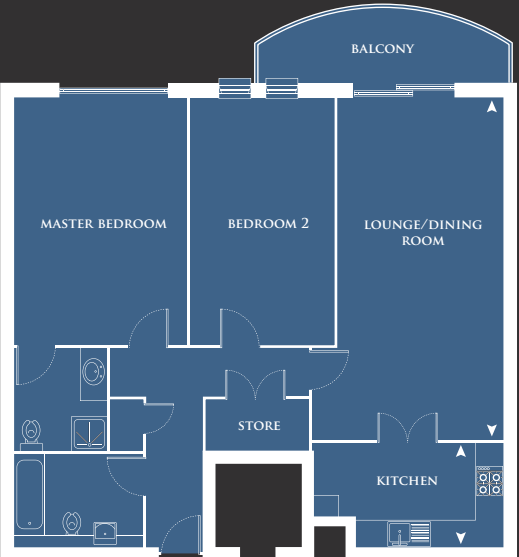 BALCONY
MASTER BEDROOM
BEDROOM 2
LOUNGE/DINING
ROOM
STORE
KITCHEN